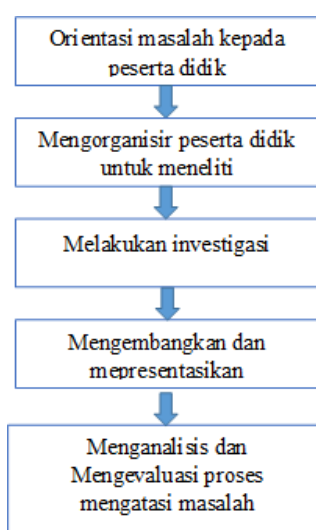 Orientasi masalah kepada
peserta didik
Mengorganisir peserta didik
untuk meneliti
Melakukan investigasi
Mengembangkan dan
mepresentasikan
Menganalisis dan
Mengevaluasi proses
mengatasi masalah